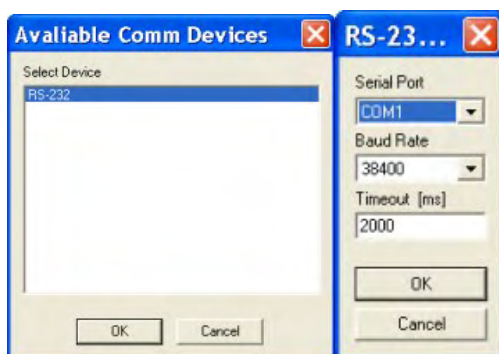 Avaliable Comm Devices
Select Device
RS-232
OK Cancel
RS-23...
Serial Port
COM1
Baud Rate
38400
Timeout [ms]
2000
OK
Cancel